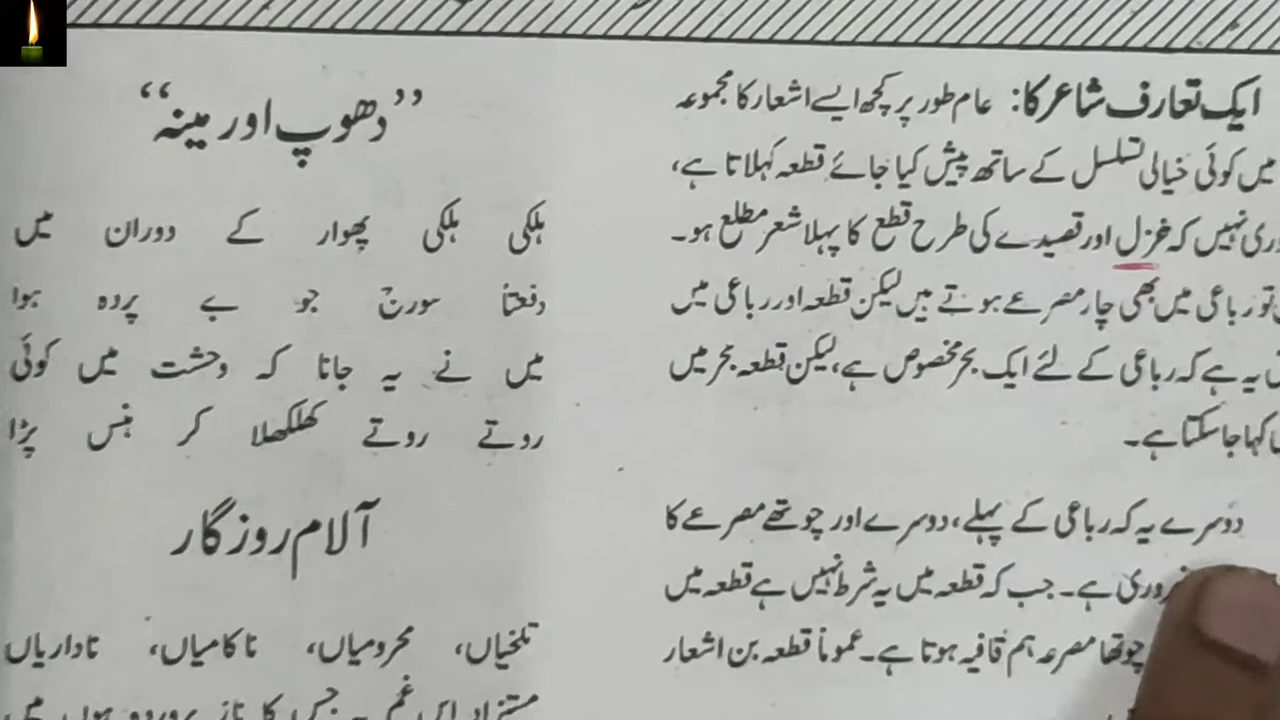 ایک تعارف شاعر کا: عام طور پر کچھ ایسے اشعار کا مجموعہ
میں کوئی خیالی تسلسل کے ساتھ پیش کیا جائے قطعہ کہلاتا ہے،
نہیں کہ غزل اور قصیدے کی طرح قطع کا پہلا شعر مطلع ہو۔
تو رباعی میں بھی چار مصرعے ہوتے ہیں لیکن قطعہ اور رباعی میں
یہ ہے کہ رباعی کے لئے ایک بحر مخصوص ہے، لیکن قطعہ بحر میں
کہا جاسکتا ہے۔
دوسرے یہ کہ رباعی کے پہلے، دوسرے اور چوتھے مصرعے کا
ہے۔ جب کہ قطعہ میں یہ شرط نہیں ہے قطعہ میں
چوتھا مصرعہ ہم قافیہ ہوتا ہے۔ عموماً قطعہ بن اشعار
”دھوپ اور مینہ“
ہلکی ہلکی پھوار کے دوران میں
دفعتاً سورج جو بے پردہ ہوا
میں نے یہ جانا کہ وحشت میں کوئی
روتے روتے کھلکھلا کر ہنس پڑا
آلام روزگار
تلخیاں، محرومیاں، ناکامیاں، ناداریاں